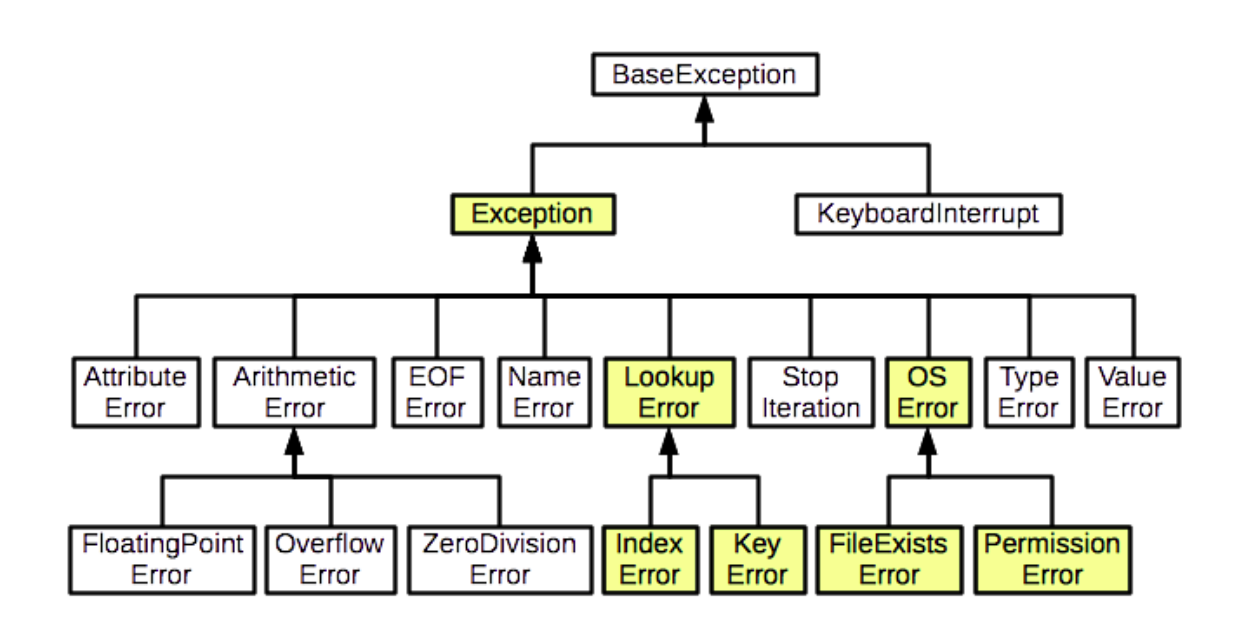 BaseException
Exception
KeyboardInterrupt
Attribute
Error
Arithmetic
Error
EOF
Error
Name
Error
Lookup
Error
Stop
Iteration
OS
Error
Type
Error
Value
Error
FloatingPoint
Error
Overflow
Error
ZeroDivision
Error
Index
Error
Key
Error
FileExists
Error
Permission
Error